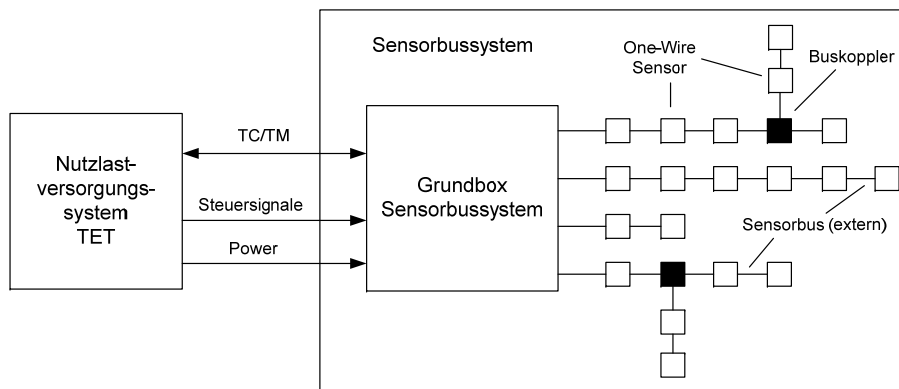 Sensorbussystem
One-Wire
Sensor
Buskoppler
TC/TM
Nutzlast-
versorgungs-
system
TET
Grundbox
Sensorbussystem
Steuersignale
Power
Sensorbus (extern)